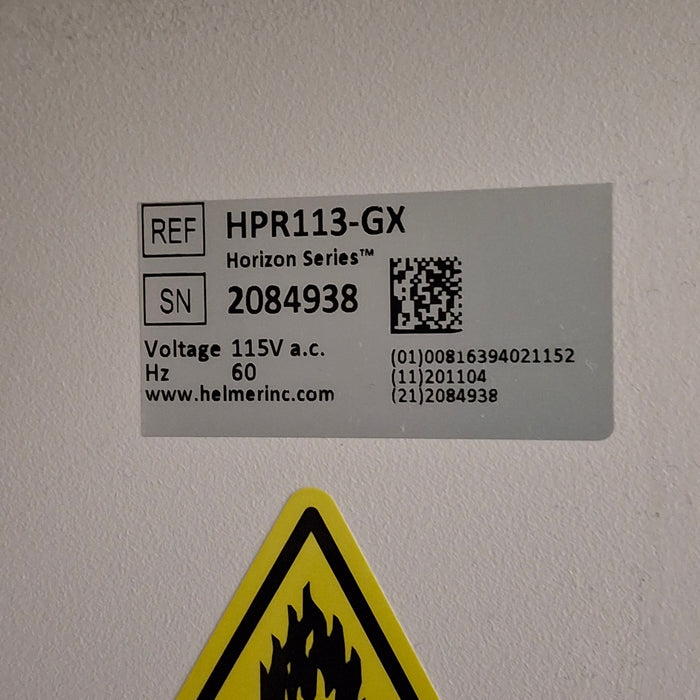 REF HPR113-GX
Horizon Series™
SN 2084938
Voltage 115V a.c.
Hz 60
www.helmerinc.com
(01)00816394021152
(11)201104
(21)2084938